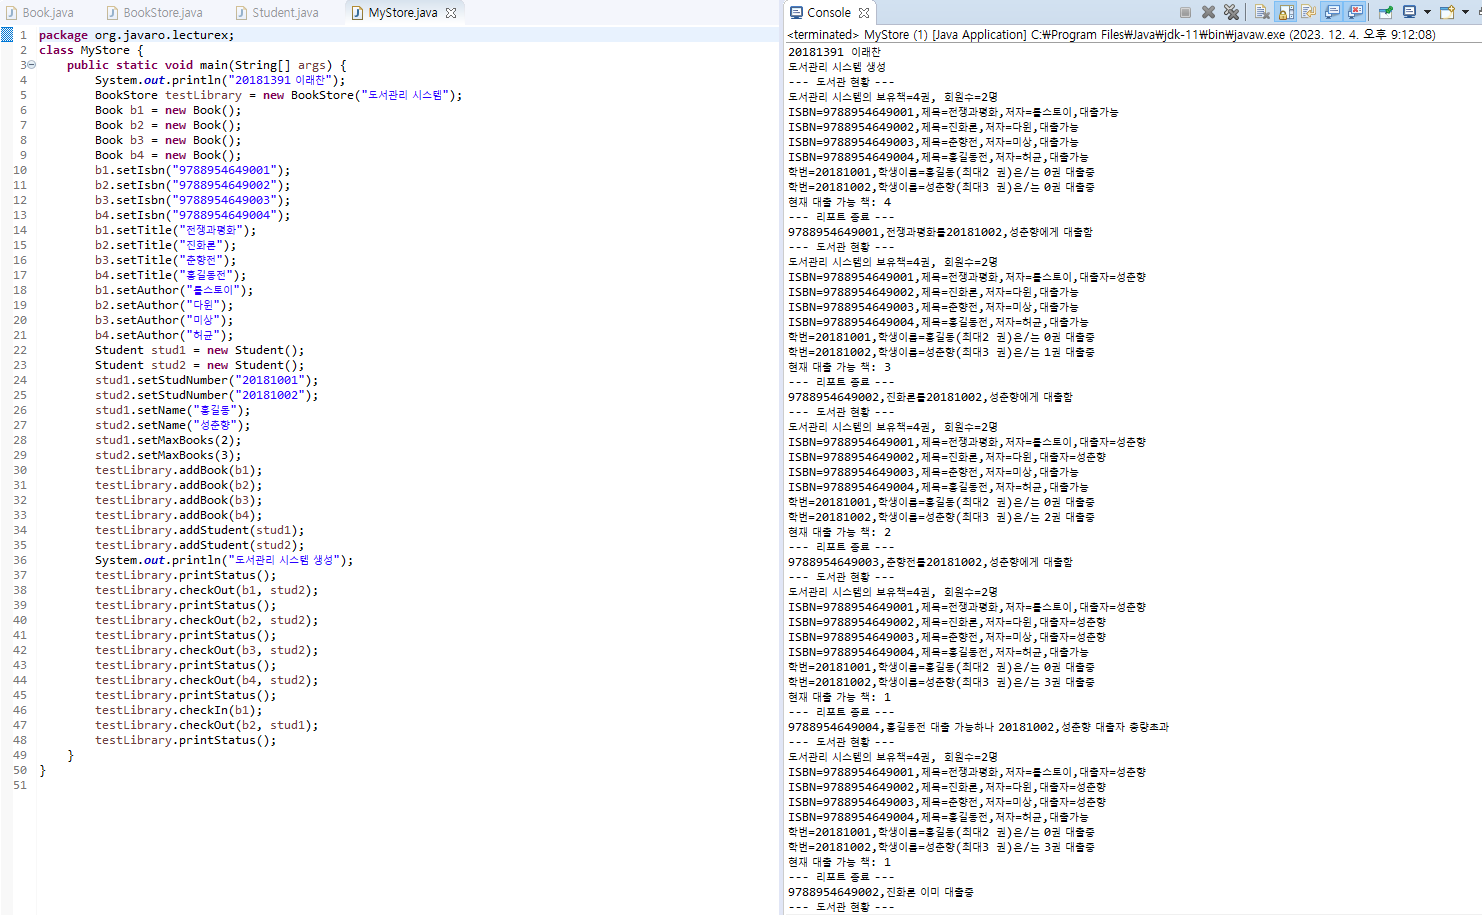 Book.java
BookStore.java
Student.java
MyStore.java
1 package org.javaro.lecturex;
2 class MyStore {
3 public static void main(String[] args) {
4 System.out.println("20181391 이래찬");
5 BookStore testLibrary = new BookStore("도서관리 시스템");
6 Book b1 = new Book();
7 Book b2 = new Book();
8 Book b3 = new Book();
9 Book b4 = new Book();
10 b1.setIsbn("9788954649001");
11 b2.setIsbn("9788954649002");
12 b3.setIsbn("9788954649003");
13 b4.setIsbn("9788954649004");
14 b1.setTitle("전쟁과평화");
15 b2.setTitle("진화론");
16 b3.setTitle("춘향전");
17 b4.setTitle("홍길동전");
18 b1.setAuthor("톨스토이");
19 b2.setAuthor("다윈");
20 b3.setAuthor("미상");
21 b4.setAuthor("허균");
22 Student stud1 = new Student();
23 Student stud2 = new Student();
24 stud1.setStudNumber("20181001");
25 stud2.setStudNumber("20181002");
26 stud1.setName("홍길동");
27 stud2.setName("성춘향");
28 stud1.setMaxBooks(2);
29 stud2.setMaxBooks(3);
30 testLibrary.addBook(b1);
31 testLibrary.addBook(b2);
32 testLibrary.addBook(b3);
33 testLibrary.addBook(b4);
34 testLibrary.addStudent(stud1);
35 testLibrary.addStudent(stud2);
36 System.out.println("도서관리 시스템 생성");
37 testLibrary.printStatus();
38 testLibrary.checkOut(b1, stud2);
39 testLibrary.printStatus();
40 testLibrary.checkOut(b2, stud2);
41 testLibrary.printStatus();
42 testLibrary.checkOut(b3, stud2);
43 testLibrary.printStatus();
44 testLibrary.checkOut(b4, stud2);
45 testLibrary.printStatus();
46 testLibrary.checkIn(b1);
47 testLibrary.checkOut(b2, stud1);
48 testLibrary.printStatus();
49 }
50 }
51
Console
<terminated> MyStore (1) [Java Application] C:₩Program Files₩Java₩jdk-11₩bin₩javaw.exe (2023. 12. 4. 오후 9:12:08)
20181391 이래찬
도서관리 시스템 생성
--- 도서관 현황 ---
도서관리 시스템의 보유책=4권, 회원수=2명
ISBN=9788954649001,제목=전쟁과평화,저자=톨스토이,대출가능
ISBN=9788954649002,제목=진화론,저자=다윈,대출가능
ISBN=9788954649003,제목=춘향전,저자=미상,대출가능
ISBN=9788954649004,제목=홍길동전,저자=허균,대출가능
학번=20181001,학생이름=홍길동(최대2 권)은/는 0권 대출중
학번=20181002,학생이름=성춘향(최대3 권)은/는 0권 대출중
현재 대출 가능 책: 4
--- 리포트 종료 ---
9788954649001,전쟁과평화를20181002,성춘향에게 대출함
--- 도서관 현황 ---
도서관리 시스템의 보유책=4권, 회원수=2명
ISBN=9788954649001,제목=전쟁과평화,저자=톨스토이,대출자=성춘향
ISBN=9788954649002,제목=진화론,저자=다윈,대출가능
ISBN=9788954649003,제목=춘향전,저자=미상,대출가능
ISBN=9788954649004,제목=홍길동전,저자=허균,대출가능
학번=20181001,학생이름=홍길동(최대2 권)은/는 0권 대출중
학번=20181002,학생이름=성춘향(최대3 권)은/는 1권 대출중
현재 대출 가능 책: 3
--- 리포트 종료 ---
9788954649002,진화론를20181002,성춘향에게 대출함
--- 도서관 현황 ---
도서관리 시스템의 보유책=4권, 회원수=2명
ISBN=9788954649001,제목=전쟁과평화,저자=톨스토이,대출자=성춘향
ISBN=9788954649002,제목=진화론,저자=다윈,대출자=성춘향
ISBN=9788954649003,제목=춘향전,저자=미상,대출가능
ISBN=9788954649004,제목=홍길동전,저자=허균,대출가능
학번=20181001,학생이름=홍길동(최대2 권)은/는 0권 대출중
학번=20181002,학생이름=성춘향(최대3 권)은/는 2권 대출중
현재 대출 가능 책: 2
--- 리포트 종료 ---
9788954649003,춘향전를20181002,성춘향에게 대출함
--- 도서관 현황 ---
도서관리 시스템의 보유책=4권, 회원수=2명
ISBN=9788954649001,제목=전쟁과평화,저자=톨스토이,대출자=성춘향
ISBN=9788954649002,제목=진화론,저자=다윈,대출자=성춘향
ISBN=9788954649003,제목=춘향전,저자=미상,대출자=성춘향
ISBN=9788954649004,제목=홍길동전,저자=허균,대출가능
학번=20181001,학생이름=홍길동(최대2 권)은/는 0권 대출중
학번=20181002,학생이름=성춘향(최대3 권)은/는 3권 대출중
현재 대출 가능 책: 1
--- 리포트 종료 ---
9788954649004,홍길동전 대출 가능하나 20181002,성춘향 대출자 중량초과
--- 도서관 현황 ---
도서관리 시스템의 보유책=4권, 회원수=2명
ISBN=9788954649001,제목=전쟁과평화,저자=톨스토이,대출자=성춘향
ISBN=9788954649002,제목=진화론,저자=다윈,대출자=성춘향
ISBN=9788954649003,제목=춘향전,저자=미상,대출자=성춘향
ISBN=9788954649004,제목=홍길동전,저자=허균,대출가능
학번=20181001,학생이름=홍길동(최대2 권)은/는 0권 대출중
학번=20181002,학생이름=성춘향(최대3 권)은/는 3권 대출중
현재 대출 가능 책: 1
--- 리포트 종료 ---
9788954649002,진화론 이미 대출중
--- 도서관 현황 ---